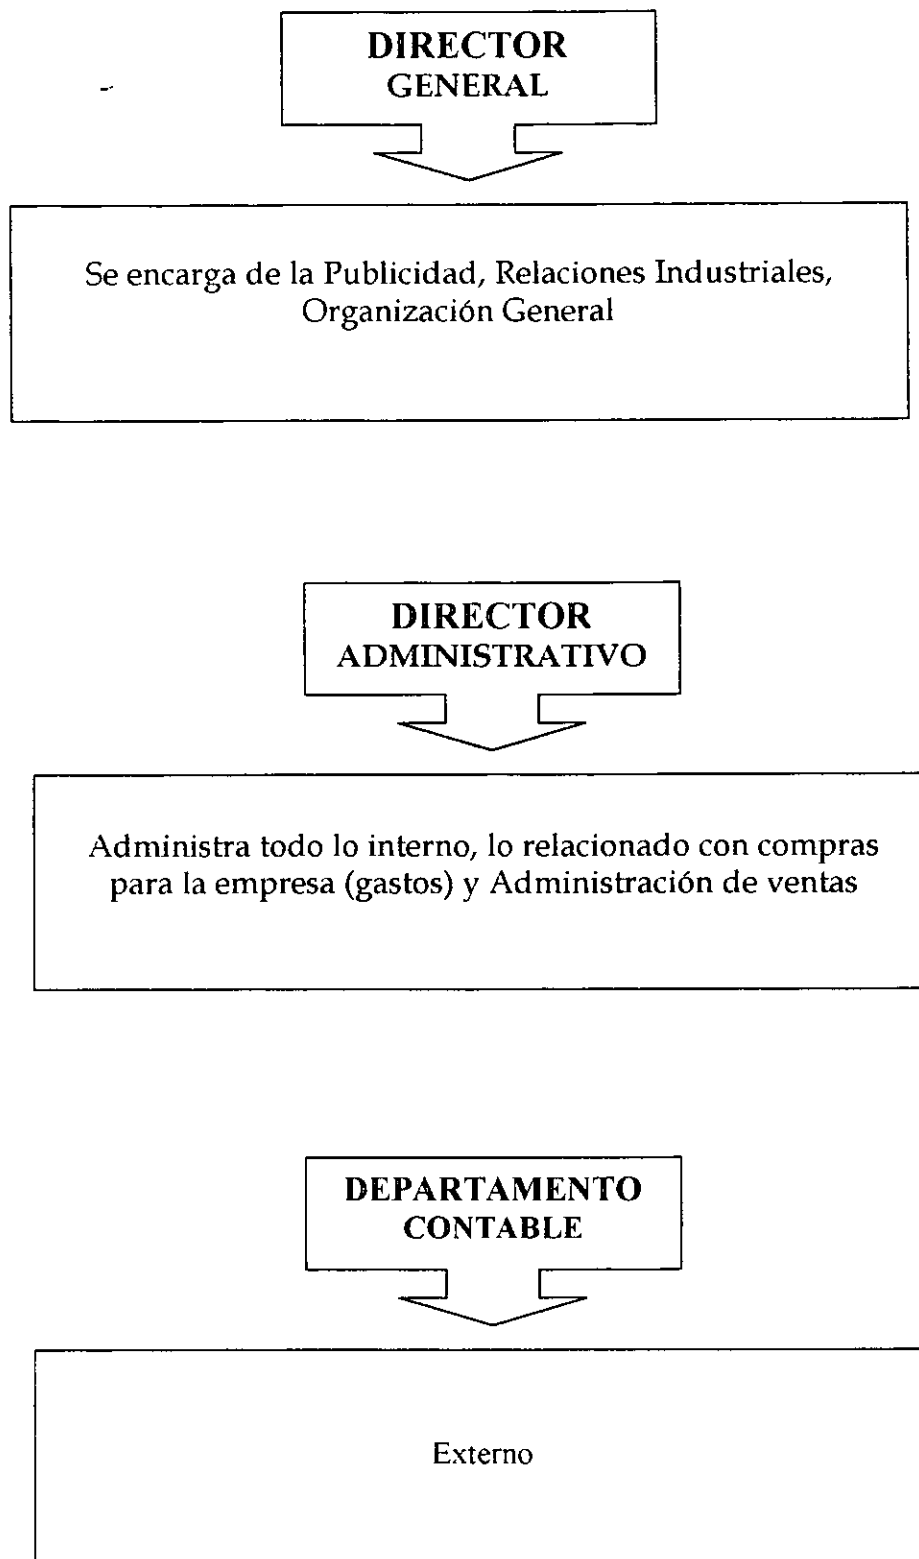 DIRECTOR
GENERAL
Se encarga de la Publicidad, Relaciones Industriales,
Organización General
DIRECTOR
ADMINISTRATIVO
Administra todo lo interno, lo relacionado con compras
para la empresa (gastos) y Administración de ventas
DEPARTAMENTO
CONTABLE
Externo